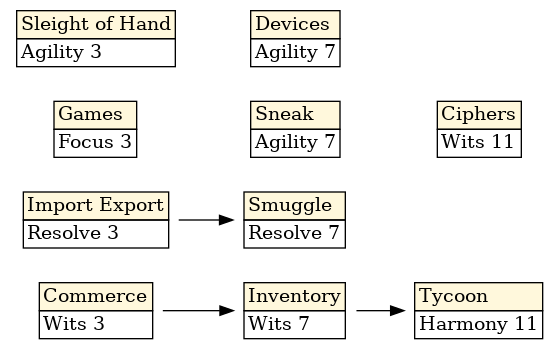 Sleight of Hand
Agility 3
Devices
Agility 7
Games
Focus 3
Sneak
Agility 7
Ciphers
Wits 11
Import Export
Resolve 3
Smuggle
Resolve 7
Commerce
Wits 3
Inventory
Wits 7
Tycoon
Harmony 11